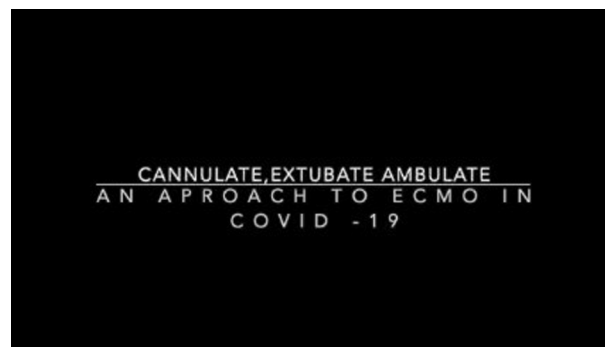 CANNULATE,EXTUBATE AMBULATE
AN APROACH TO ECMO IN
COVID -19